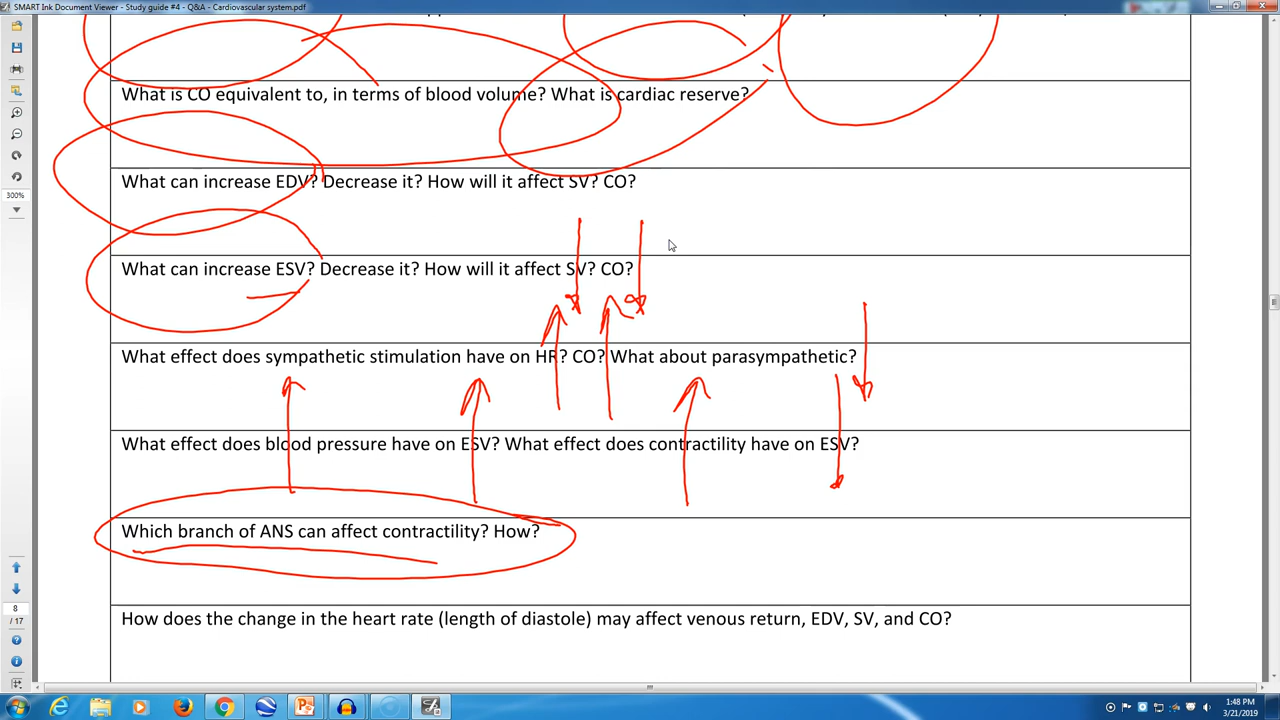 SMART Ink Document Viewer - Study guide #4 - Q&A - Cardiovascular system.pdf
What is CO equivalent to, in terms of blood volume? What is cardiac reserve?
What can increase EDV? Decrease it? How will it affect SV? CO?
300%
What can increase ESV? Decrease it? How will it affect SV? CO?
What effect does sympathetic stimulation have on HR? CO? What about parasympathetic?
What effect does blood pressure have on ESV? What effect does contractility have on ESV?
Which branch of ANS can affect contractility? How?
8
/ 17
How does the change in the heart rate (length of diastole) may affect venous return, EDV, SV, and CO?
1:48 PM
3/21/2019